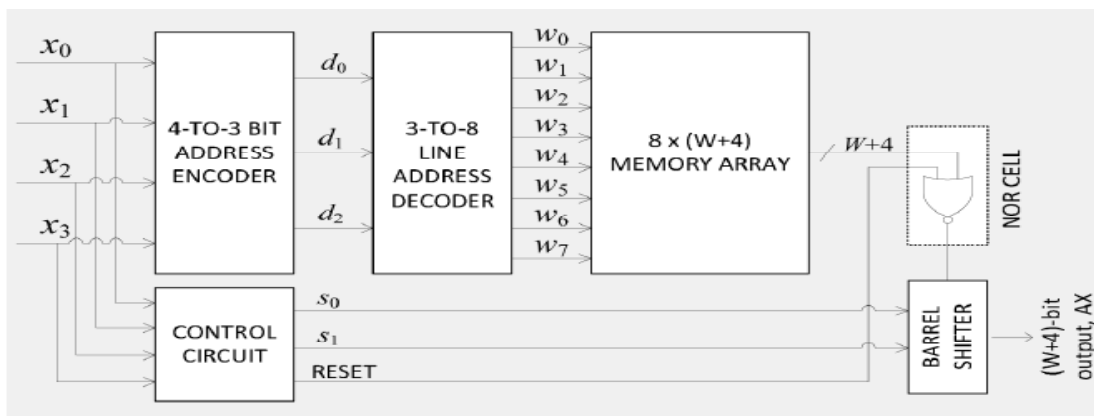 x0
x1
x2
x3
4-TO-3 BIT
ADDRESS
ENCODER
d0
d1
d2
3-TO-8
LINE
ADDRESS
DECODER
w0
w1
w2
w3
w4
w5
w6
w7
8 x (W+4)
MEMORY ARRAY
W+4
NOR CELL
CONTROL
CIRCUIT
s0
s1
RESET
BARREL
SHIFTER
(W+4)-bit
output, AX